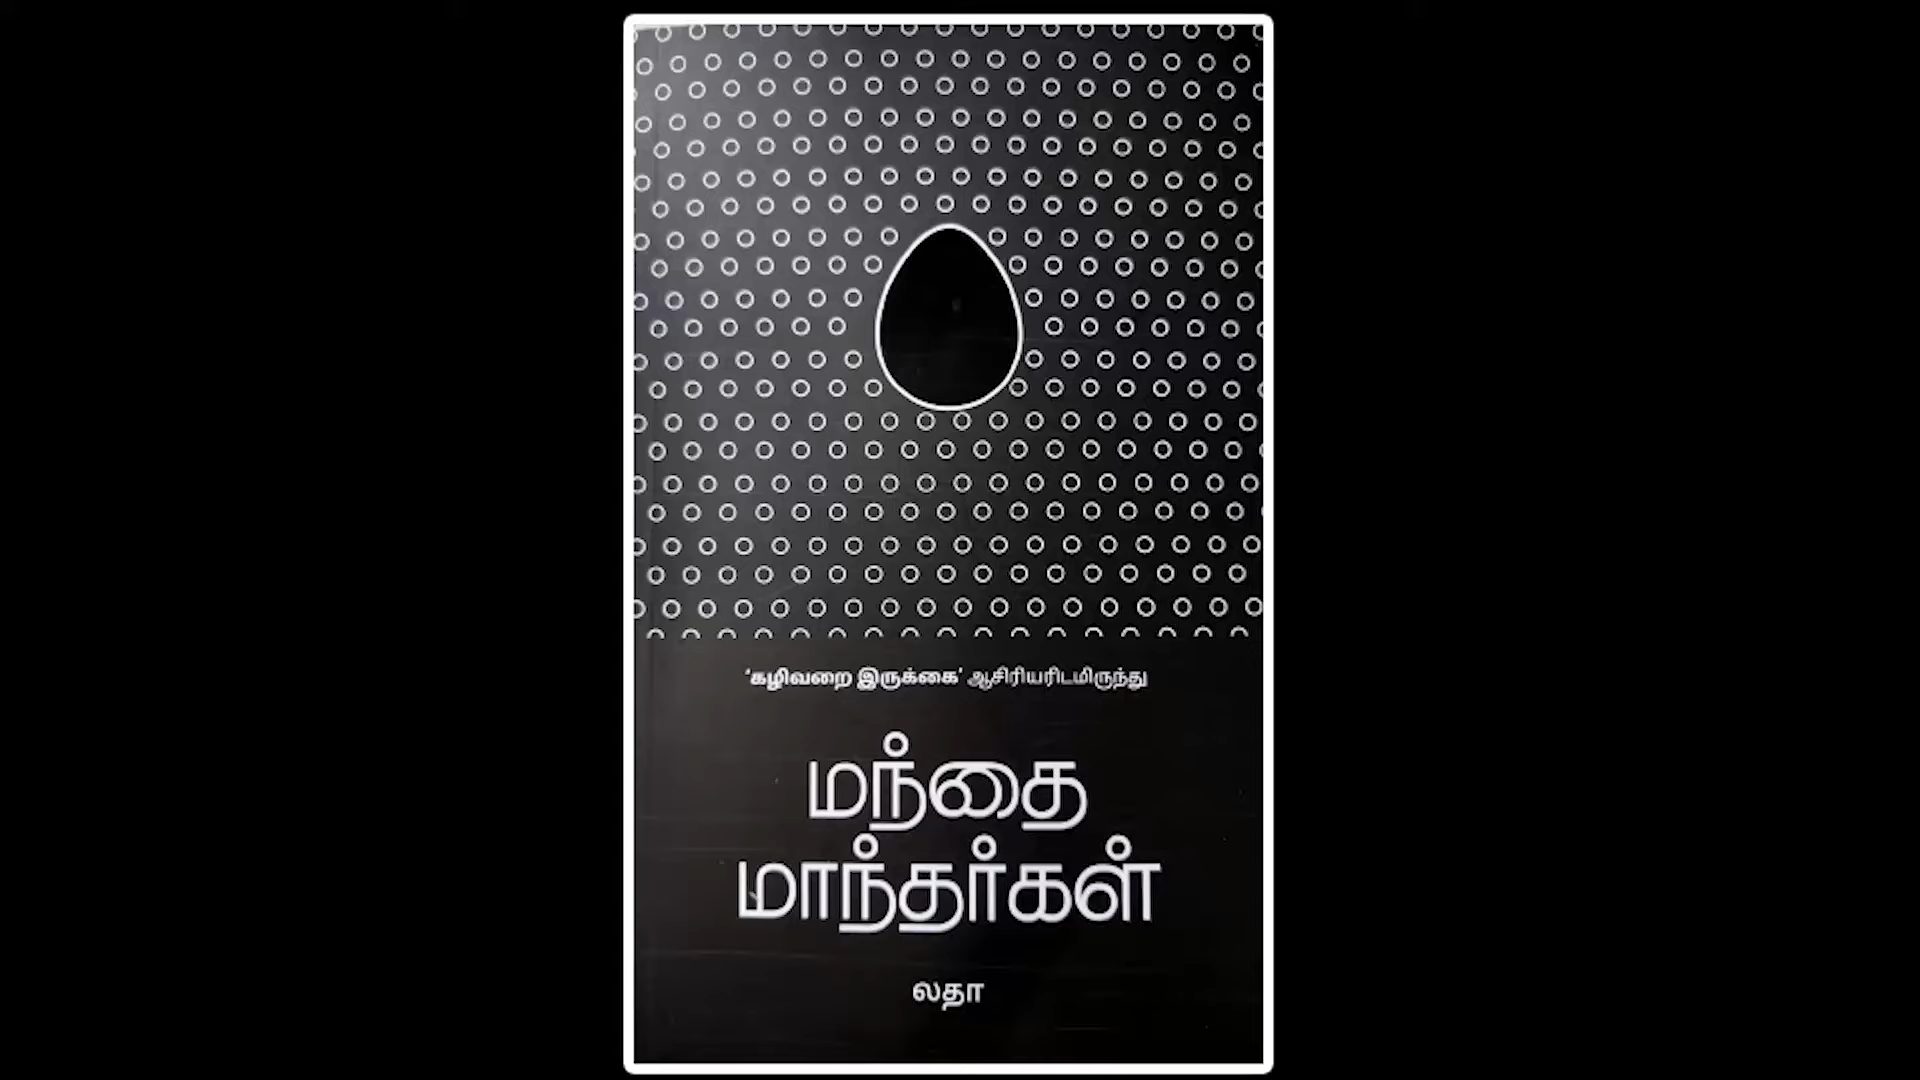 ‘கழிவறை இருக்கை’ ஆசிரியரிடமிருந்து
மந்தை
மாந்தர்கள்
லதா